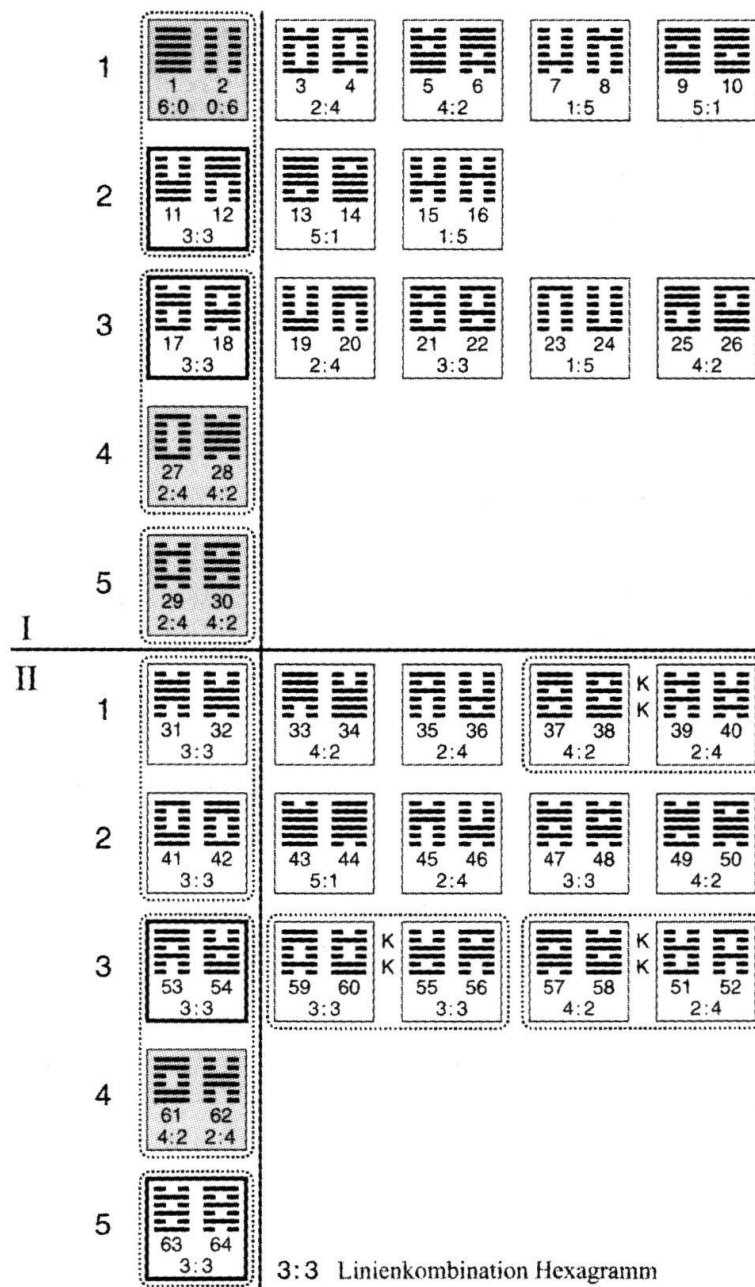 1
1 2 3 4 5 6 7 8 9 10
6:0 0:6 2:4 4:2 1:5 5:1
2
11 12 13 14 15 16
3:3 5:1 1:5
3
17 18 19 20 21 22 23 24 25 26
3:3 2:4 3:3 1:5 4:2
4
27 28
2:4 4:2
5
29 30
2:4 4:2
I
II
1
K
K
31 32 33 34 35 36 37 38 39 40
3:3 4:2 2:4 4:2 2:4
2
41 42 43 44 45 46 47 48 49 50
3:3 5:1 2:4 3:3 4:2
3
K K
K K
53 54 59 60 55 56 57 58 51 52
3:3 3:3 3:3 4:2 2:4
4
61 62
4:2 2:4
5
63 64
3:3
3:3 Linienkombination Hexagramm